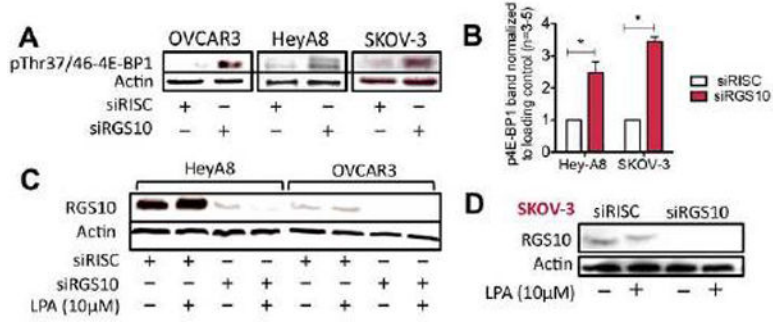 A
OVCAR3 HeyA8 SKOV-3
pThr37/46-4E-BP1
Actin
siRISC + − + − + −
siRGS10 − + − + − +
B
p4E-BP1 band normalized
to loading control (n=3-5)
4
3
2
1
0
* *
Hey-A8 SKOV-3
siRISC
siRGS10
C
HeyA8 OVCAR3
RGS10
Actin
siRISC + + − − + + − −
siRGS10 − − + + − − + +
LPA (10µM) − + − + − + − +
D
SKOV-3 siRISC siRGS10
RGS10
Actin
LPA (10µM) − + − +